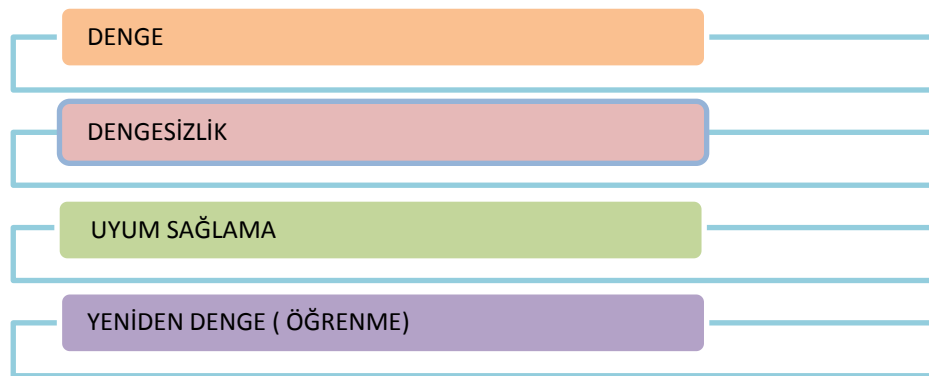 DENGE
DENGESİZLİK
UYUM SAĞLAMA
YENİDEN DENGE ( ÖĞRENME)